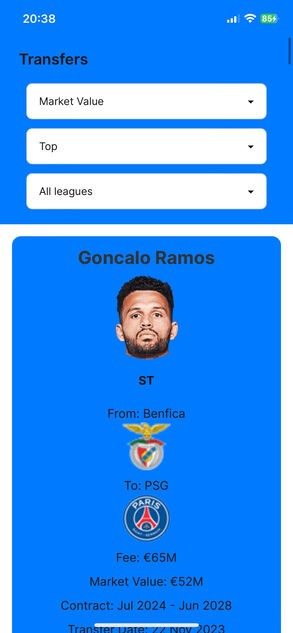 20:38
85
Transfers
Market Value
Top
All leagues
Goncalo Ramos
ST
From: Benfica
To: PSG
PARIS
Fee: €65M
Market Value: €52M
Contract: Jul 2024 - Jun 2028
Transfer Date: 22 Nov 2023